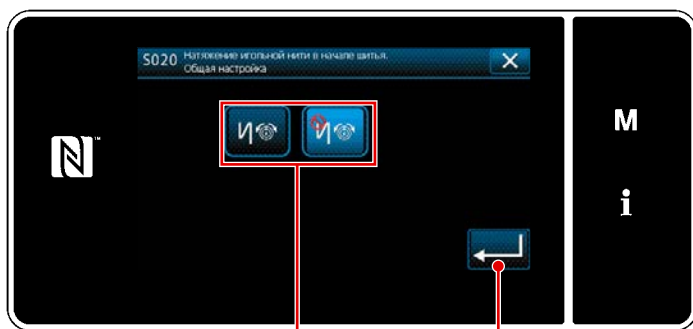 S020 Натяжение игольной нити в начале шитья.
Общая настройка
M
i